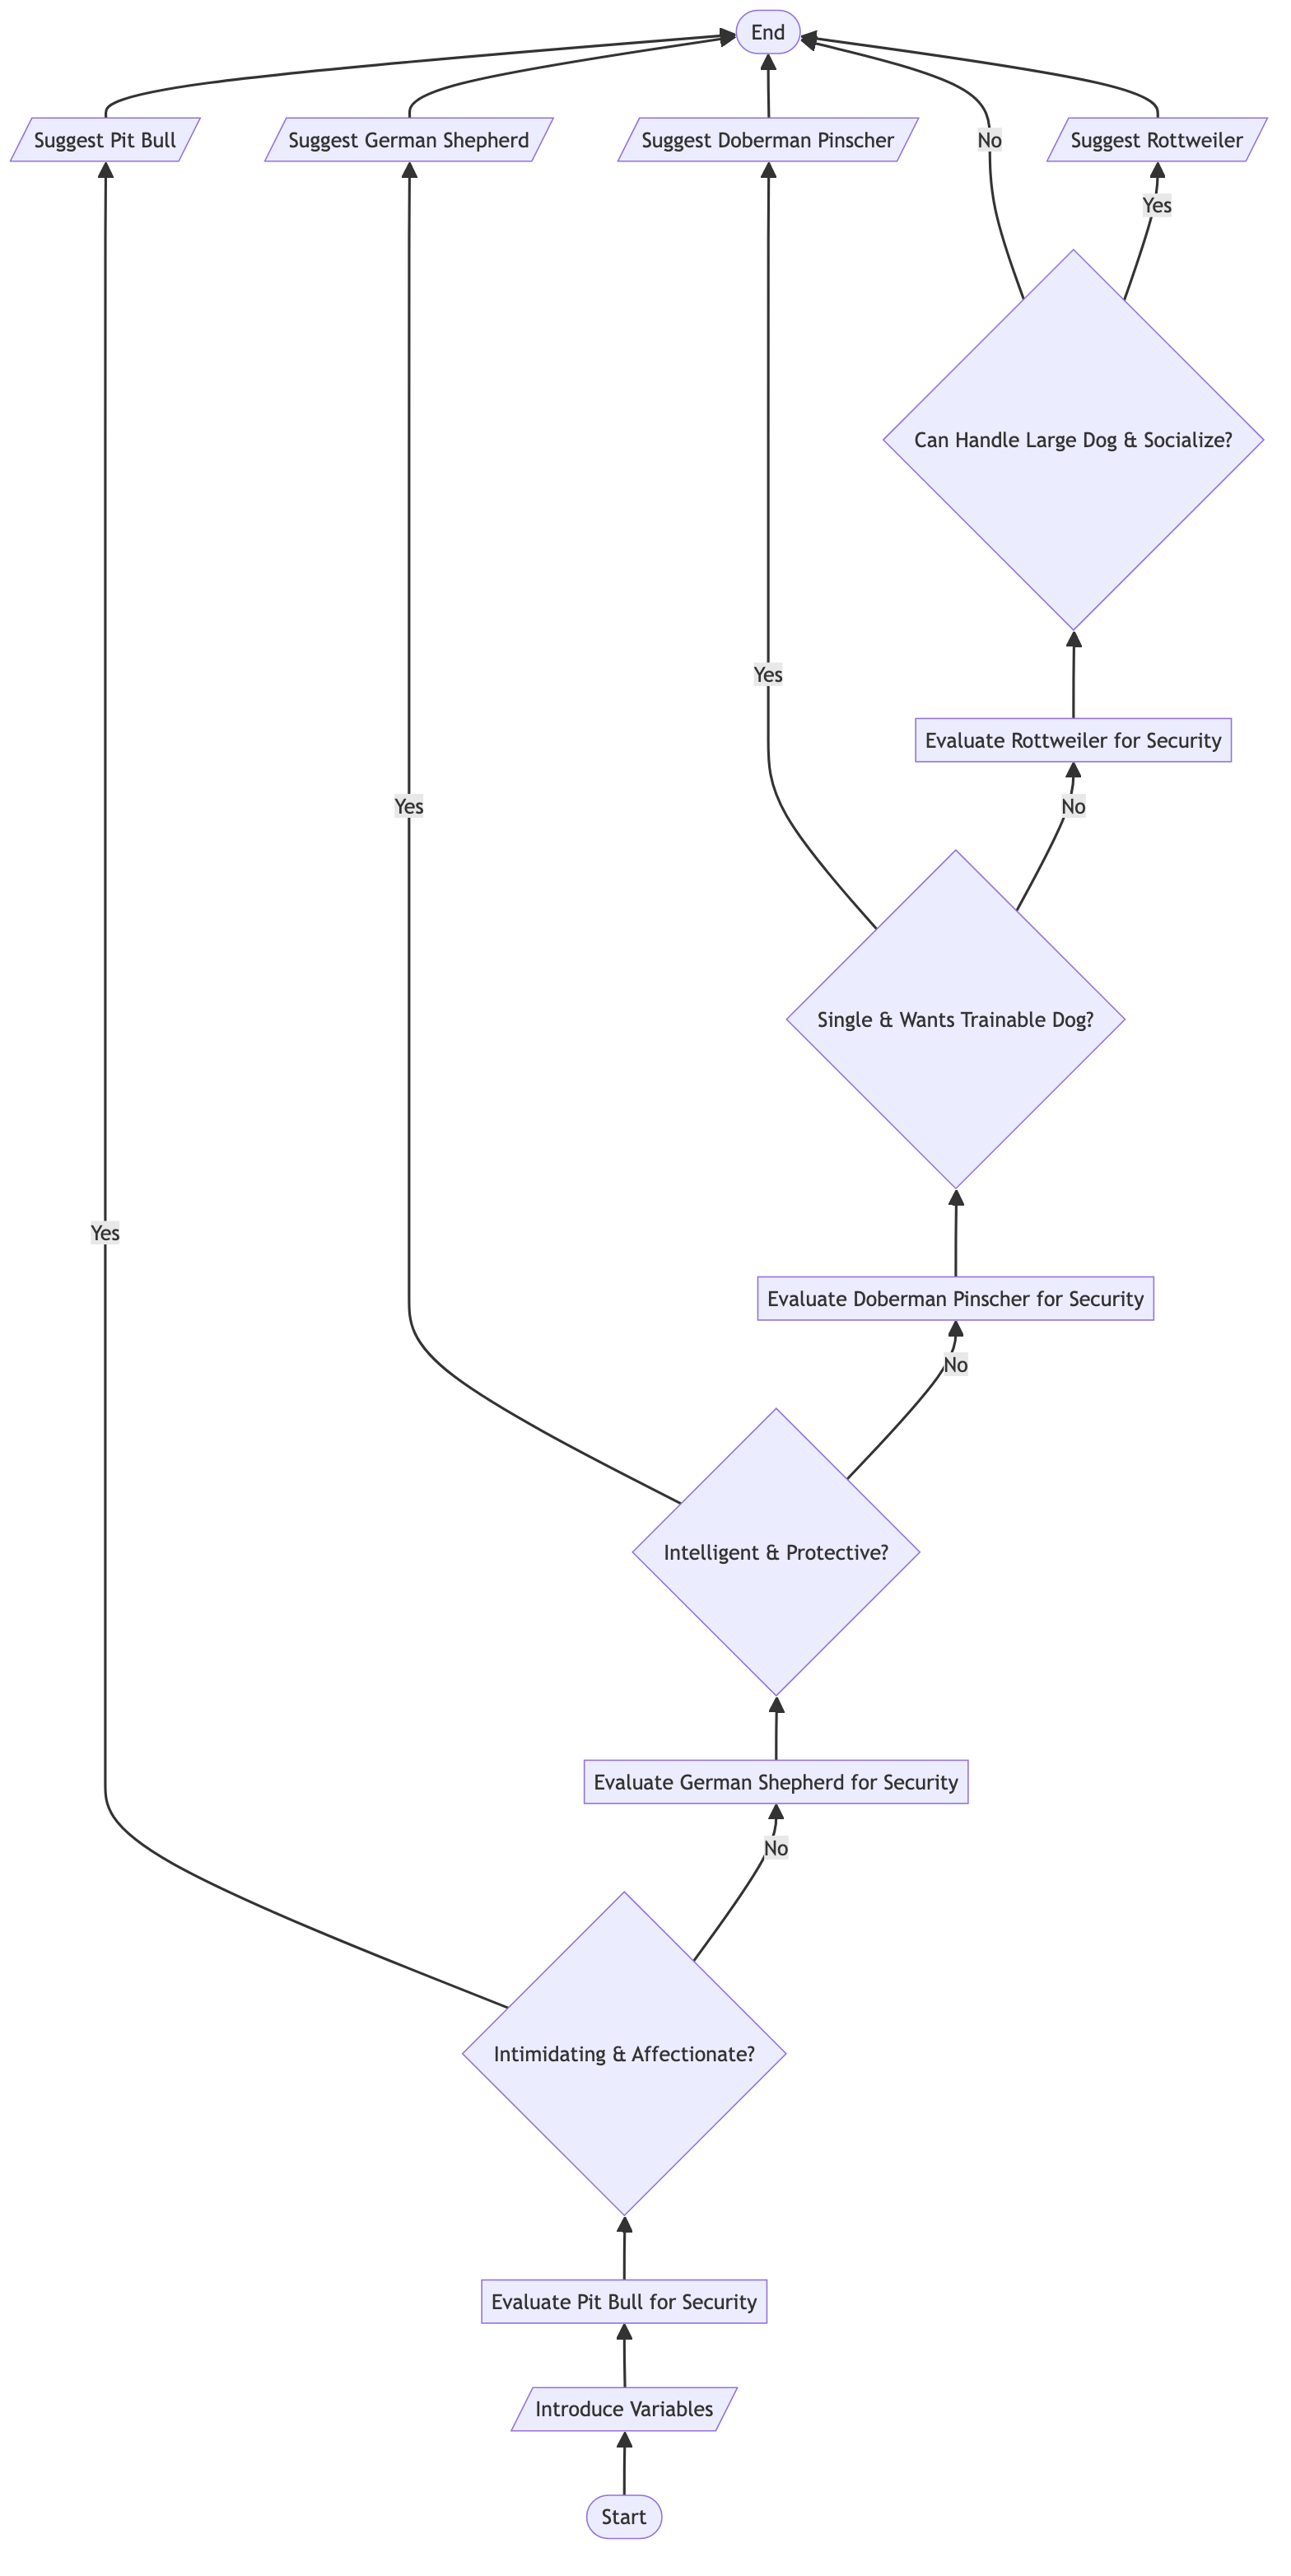 End
Suggest Pit Bull
Suggest German Shepherd
Suggest Doberman Pinscher
No
Suggest Rottweiler
Yes
Can Handle Large Dog & Socialize?
Yes
Evaluate Rottweiler for Security
Yes
No
Single & Wants Trainable Dog?
Yes
Evaluate Doberman Pinscher for Security
No
Intelligent & Protective?
Evaluate German Shepherd for Security
No
Intimidating & Affectionate?
Evaluate Pit Bull for Security
Introduce Variables
Start